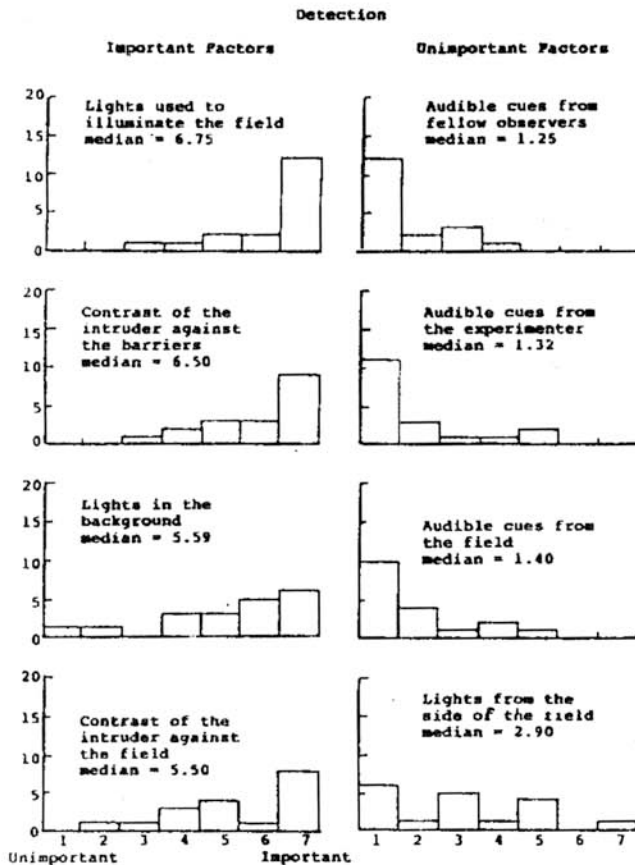 Detection
Important Factors
Unimportant Factors
20
15
10
5
0
Lights used to
illuminate the field
median = 6.75
Audible cues from
fellow observers
median = 1.25
20
15
10
5
0
Contrast of the
intruder against
the barriers
median = 6.50
Audible cues from
the experimenter
median = 1.32
20
15
10
5
0
Lights in the
background
median = 5.59
Audible cues from
the field
median = 1.40
20
15
10
5
0
Contrast of the
intruder against
the field
median = 5.50
Lights from the
side of the field
median = 2.90
1 2 3 4 5 6 7
1 2 3 4 5 6 7
Unimportant
Important